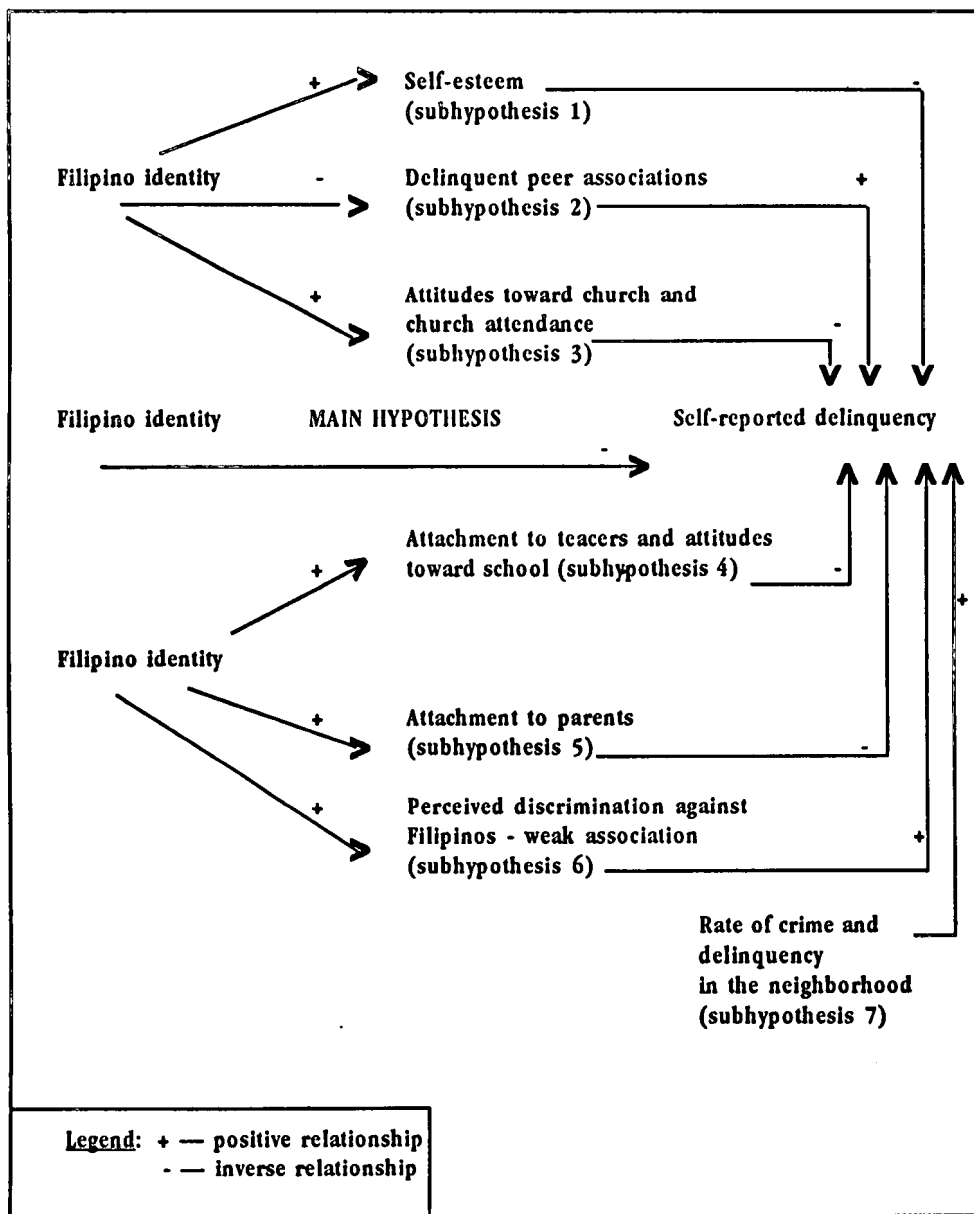 + Self-esteem -
(subhypothesis 1)
Filipino identity - Delinquent peer associations +
(subhypothesis 2)
+ Attitudes toward church and
church attendance -
(subhypothesis 3)
Filipino identity MAIN HYPOTHESIS Self-reported delinquency
-
Attachment to teacers and attitudes
+ toward school (subhypothesis 4) -
+
Filipino identity
+ Attachment to parents
(subhypothesis 5) -
+ Perceived discrimination against
Filipinos - weak association +
(subhypothesis 6)
Rate of crime and
delinquency
in the neighborhood
(subhypothesis 7)
Legend: + — positive relationship
- — inverse relationship